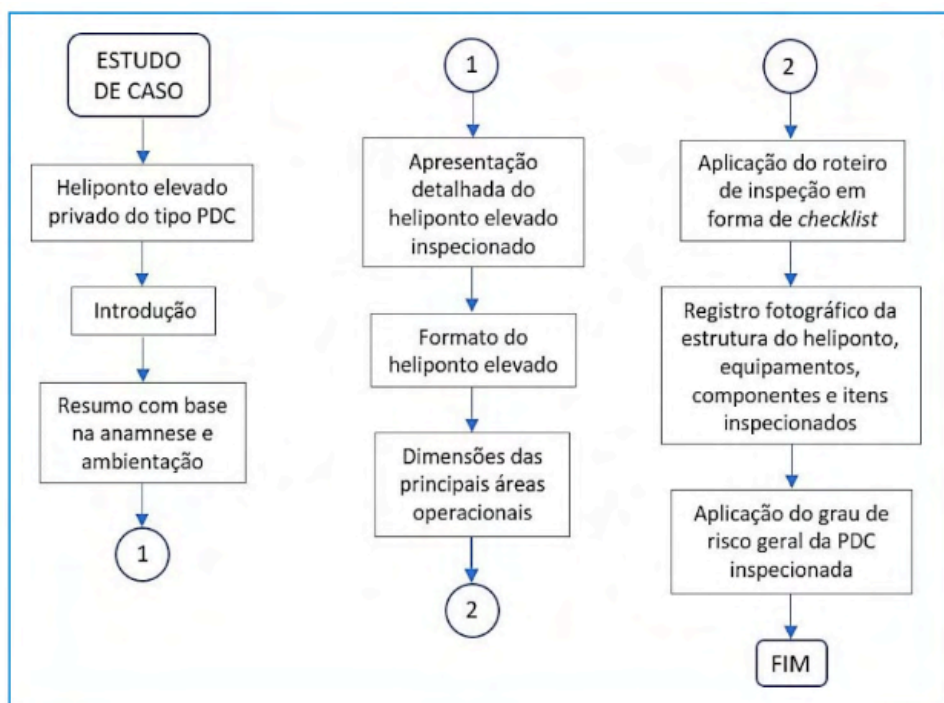 ESTUDO
DE CASO
Heliponto elevado
privado do tipo PDC
Introdução
Resumo com base
na anamnese e
ambientação
1
1
Apresentação
detalhada do
heliponto elevado
inspecionado
Formato do
heliponto elevado
Dimensões das
principais áreas
operacionais
2
2
Aplicação do roteiro
de inspeção em
forma de checklist
Registro fotográfico da
estrutura do heliponto,
equipamentos,
componentes e itens
inspecionados
Aplicação do grau de
risco geral da PDC
inspecionada
FIM